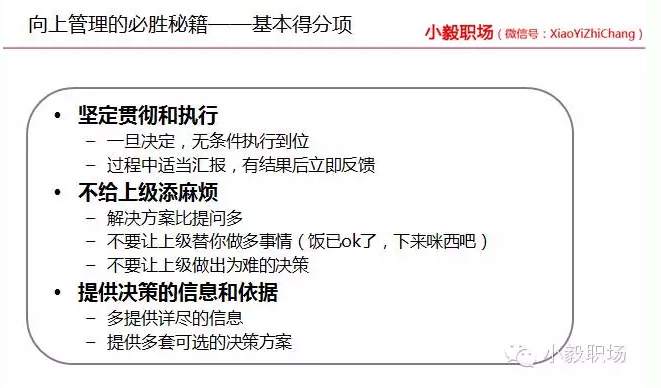 向上管理的必胜秘籍——基本得分项
小毅职场（微信号：XiaoYiZhiChang）
• 坚定贯彻和执行
– 一旦决定，无条件执行到位
– 过程中适当汇报，有结果后立即反馈
• 不给上级添麻烦
– 解决方案比提问多
– 不要让上级替你做多事情（饭已ok了，下来咪西吧）
– 不要让上级做出为难的决策
• 提供决策的信息和依据
– 多提供详尽的信息
– 提供多套可选的决策方案
小毅职场